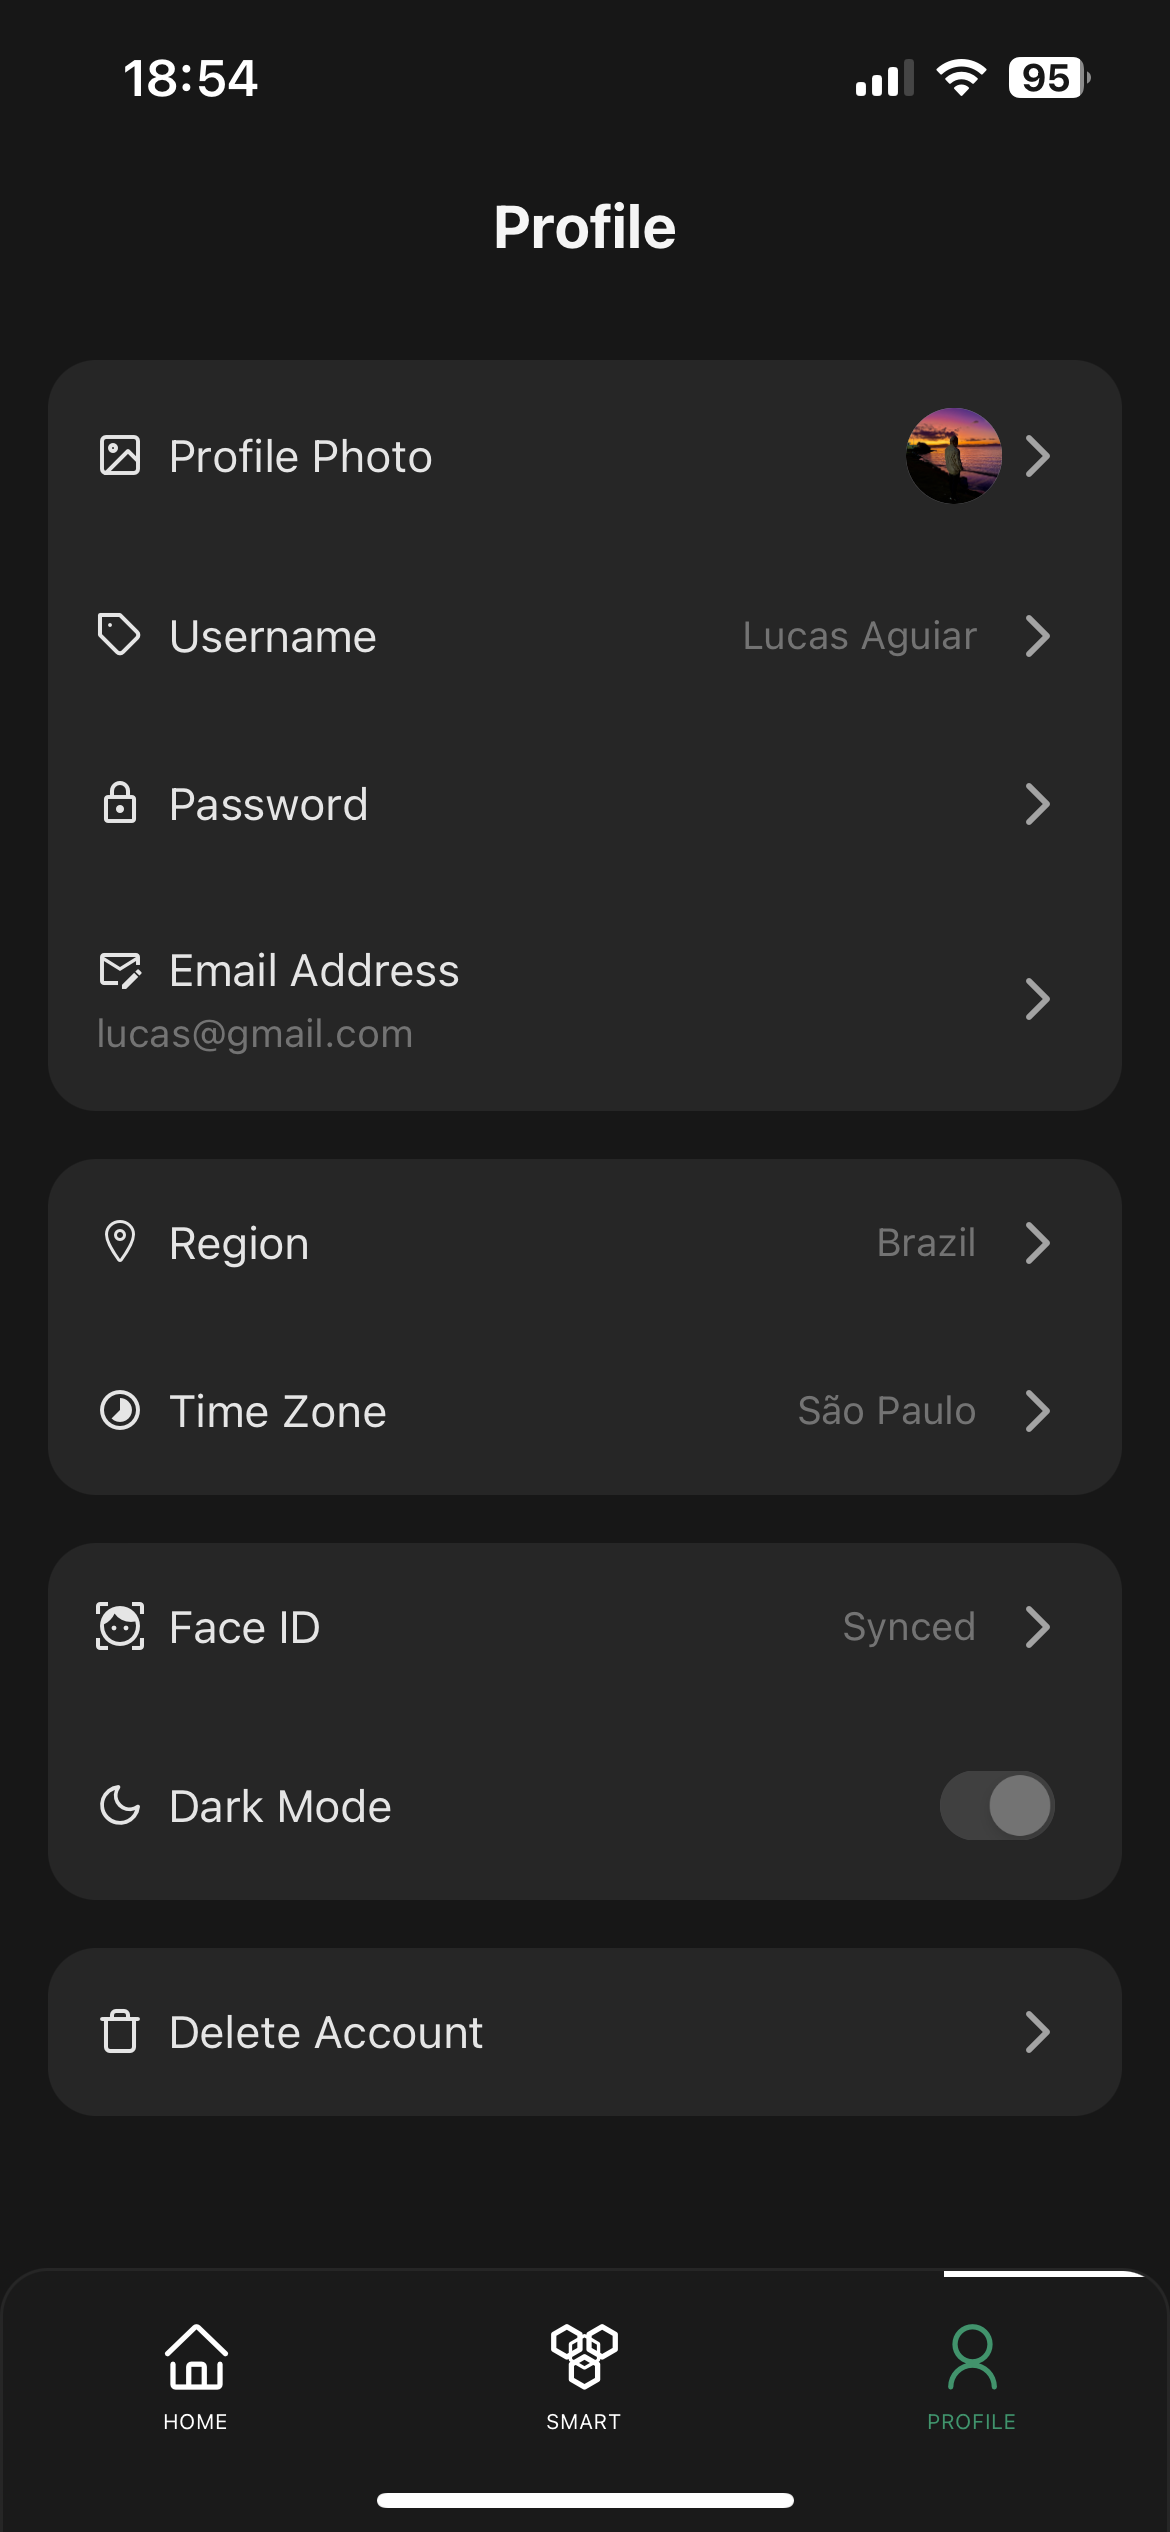 18:54
95
Profile
Profile Photo
Username Lucas Aguiar
Password
Email Address
lucas@gmail.com
Region Brazil
Time Zone São Paulo
Face ID Synced
Dark Mode
Delete Account
HOME SMART PROFILE